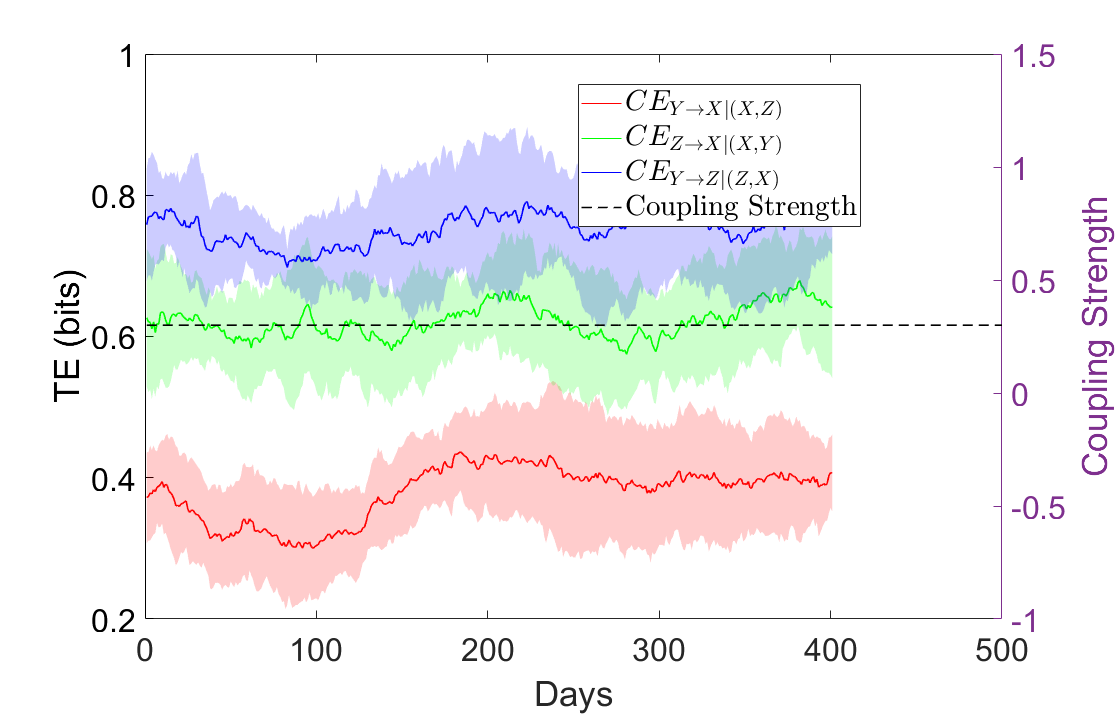 CE_{Y→X|(X,Z)}
CE_{Z→X|(X,Y)}
CE_{Y→Z|(Z,X)}
Coupling Strength
TE (bits)
1
0.8
0.6
0.4
0.2
0 100 200 300 400 500
Days
1.5
1
0.5
0
-0.5
-1
Coupling Strength